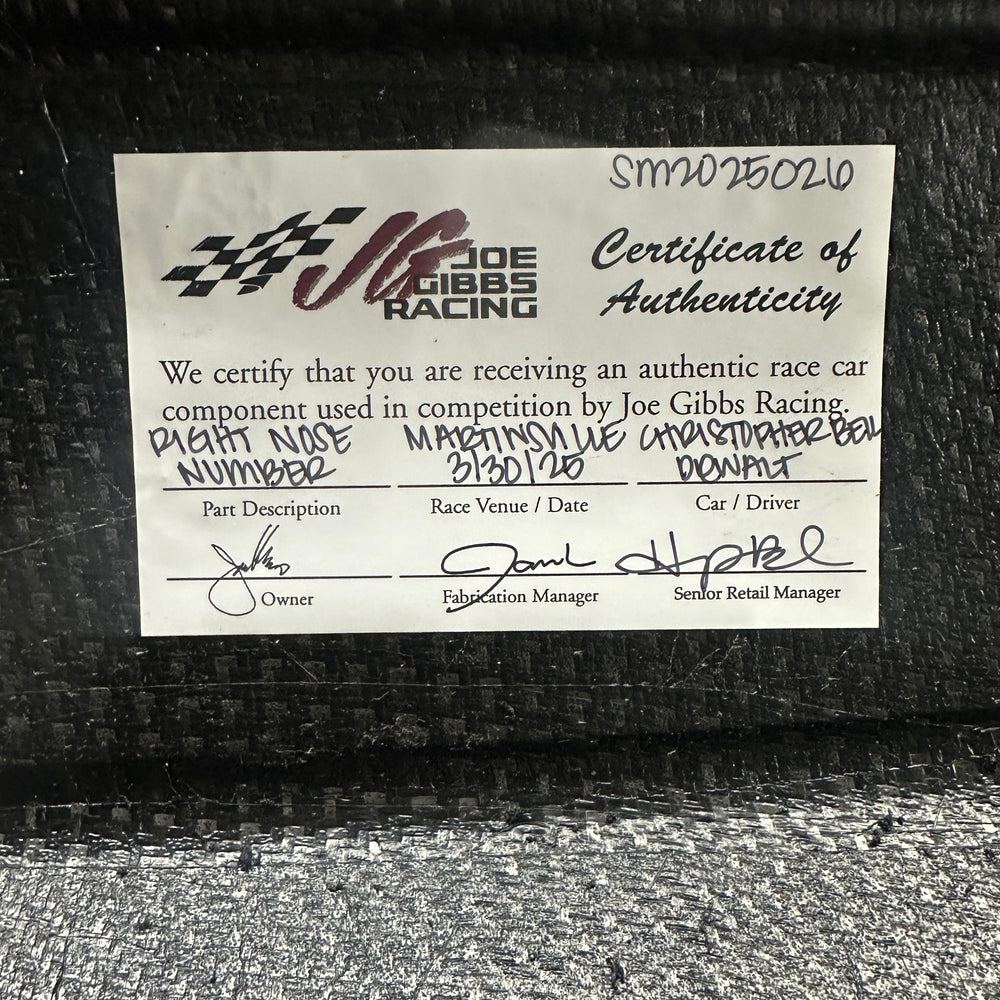 SM2025026
JG JOE
GIBBS
RACING
Certificate of
Authenticity
We certify that you are receiving an authentic race car
component used in competition by Joe Gibbs Racing.
RIGHT NOSE
NUMBER
MARTINSVILLE
3/30/25
CHRISTOPHER BELL
DEWALT
Part Description
Race Venue / Date
Car / Driver
Owner
Fabrication Manager
Senior Retail Manager